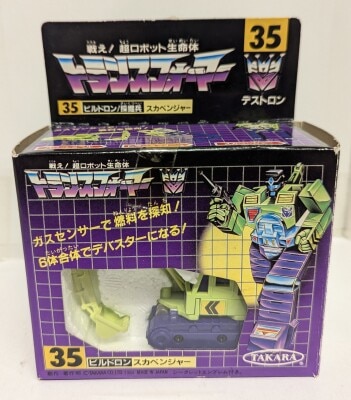 戦え！超ロボット生命体
トランスフォーマー
35
デストロン
35 ビルドロン/採掘兵 スカベンジャー
戦え！超ロボット生命体
トランスフォーマー
ガスセンサーで燃料を探知！
6体合体でデバスターになる！
35 ビルドロン スカベンジャー
TAKARA